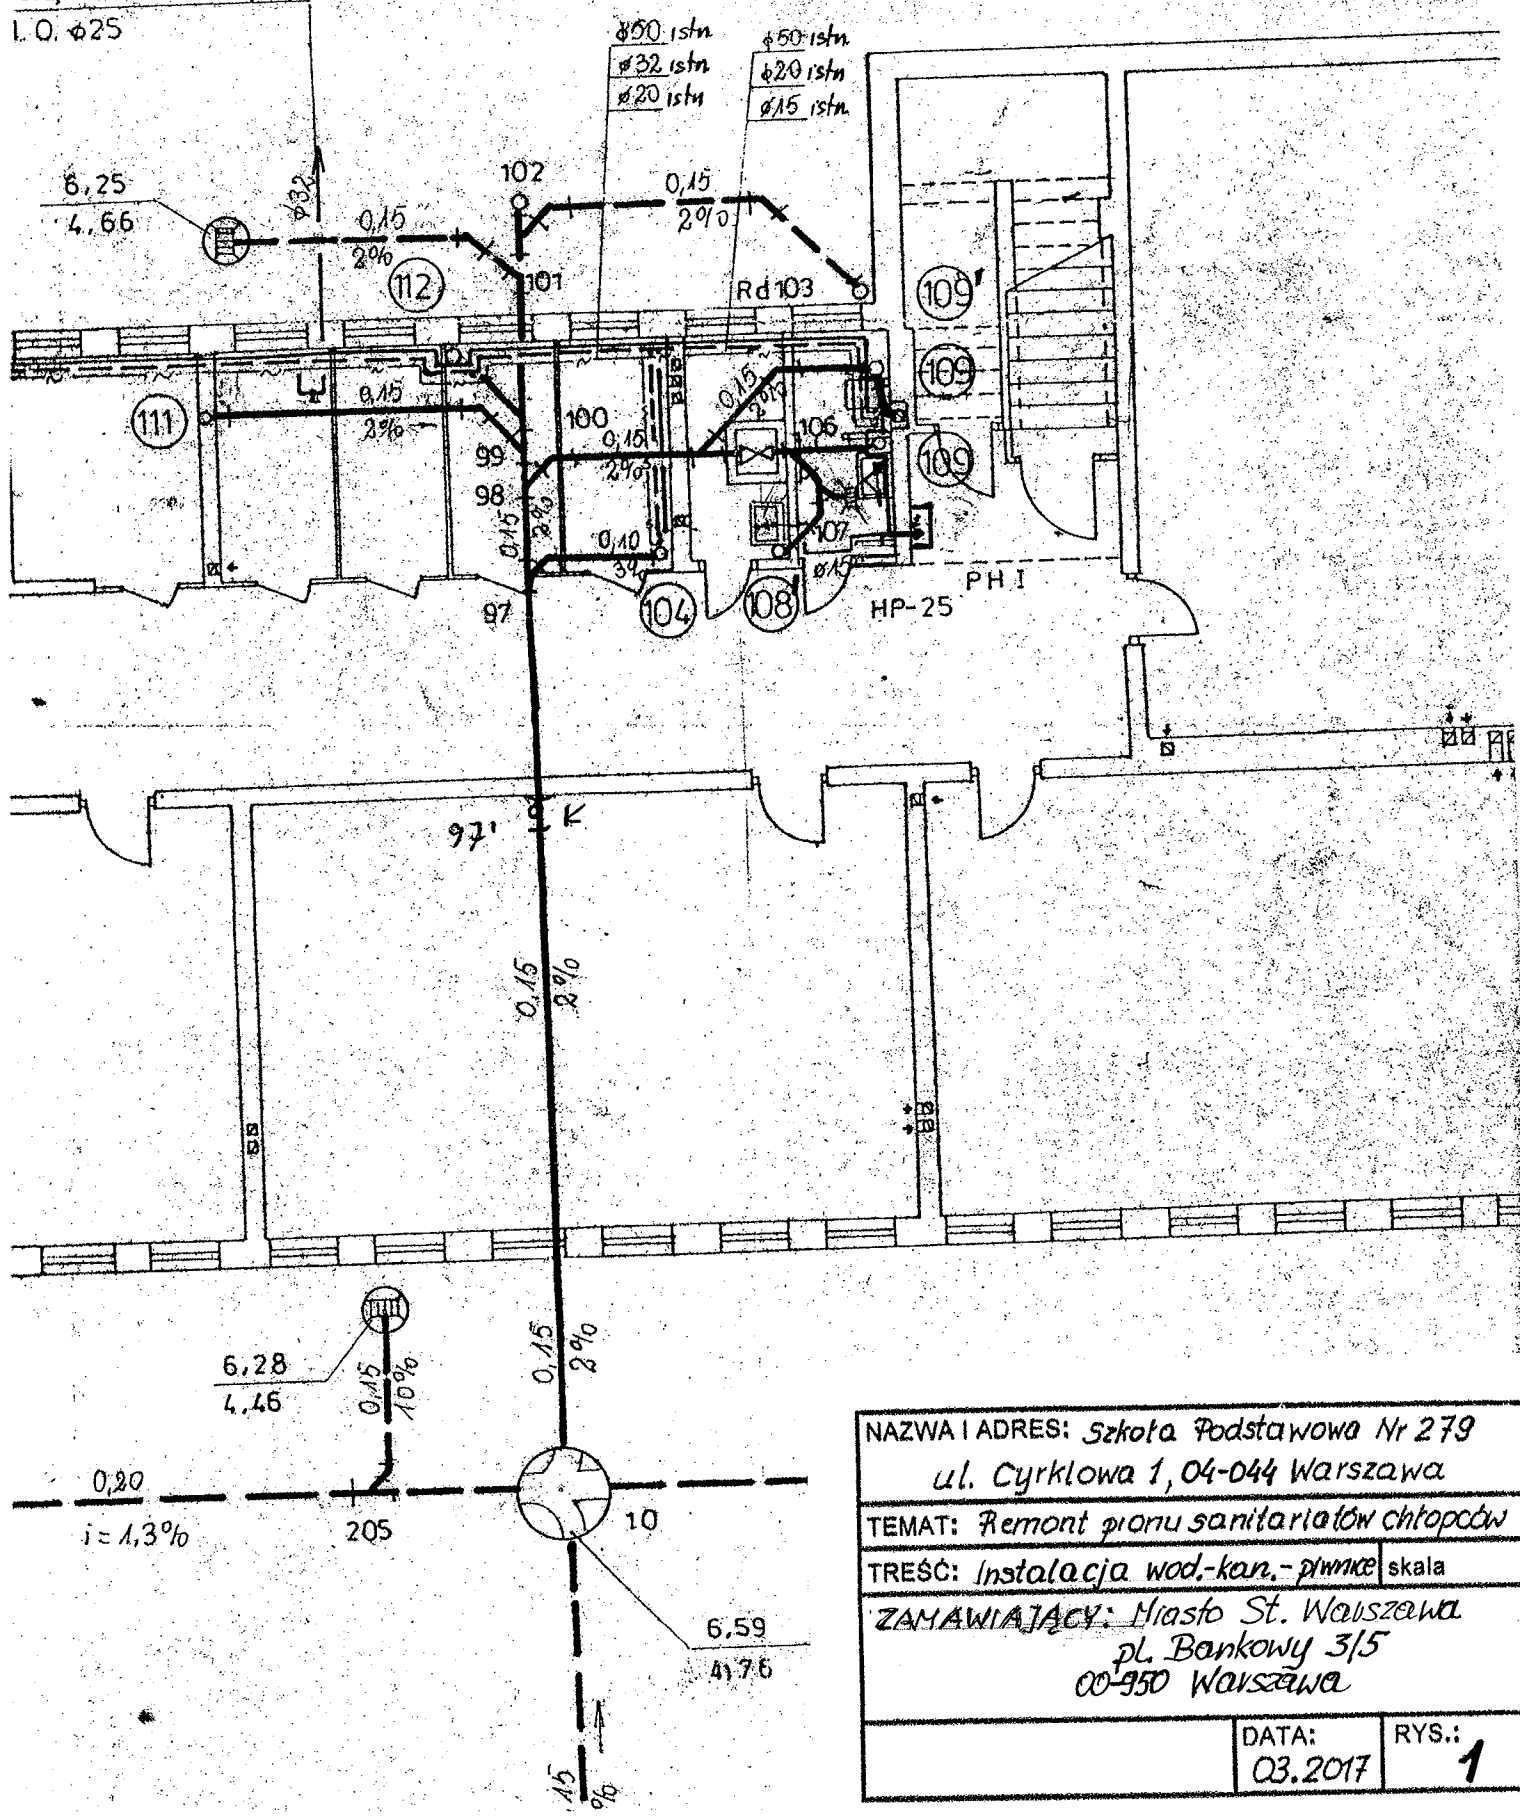 I.O. φ25
φ50 istn
φ32 istn
φ20 istn
φ50 istn
φ20 istn
φ15 istn
6,25
4,66
φ32
0,15
2%
102
0,15
2%
112
101
Rd 103
109'
109
109
111
0,15
2%
100
0,15
2%
0,15
2%
106
99
98
0,15
2%
0,10
3%
107
φ15
97
104
108'
HP-25
PH I
97'
K
0,15
2%
0,15
2%
6,28
4,46
0,15
10%
0,20
i=1,3%
205
10
6,59
4,76
15
%
NAZWA I ADRES: Szkoła Podstawowa Nr 279
ul. Cyrklowa 1, 04-044 Warszawa
TEMAT: Remont pionu sanitariatów chłopców
TREŚĆ: Instalacja wod.-kan.- piwnice skala
ZAMAWIAJĄCY: Miasto St. Warszawa
pl. Bankowy 3/5
00-950 Warszawa
DATA: RYS.:
03.2017 1